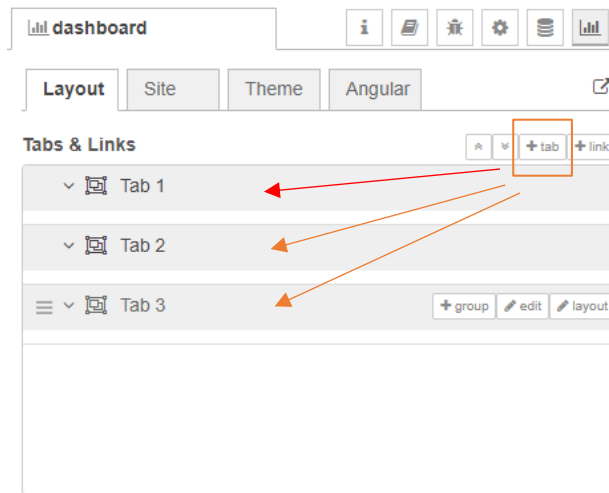 dashboard
i
Layout Site Theme Angular
Tabs & Links + tab + link
Tab 1
Tab 2
Tab 3 + group edit layout